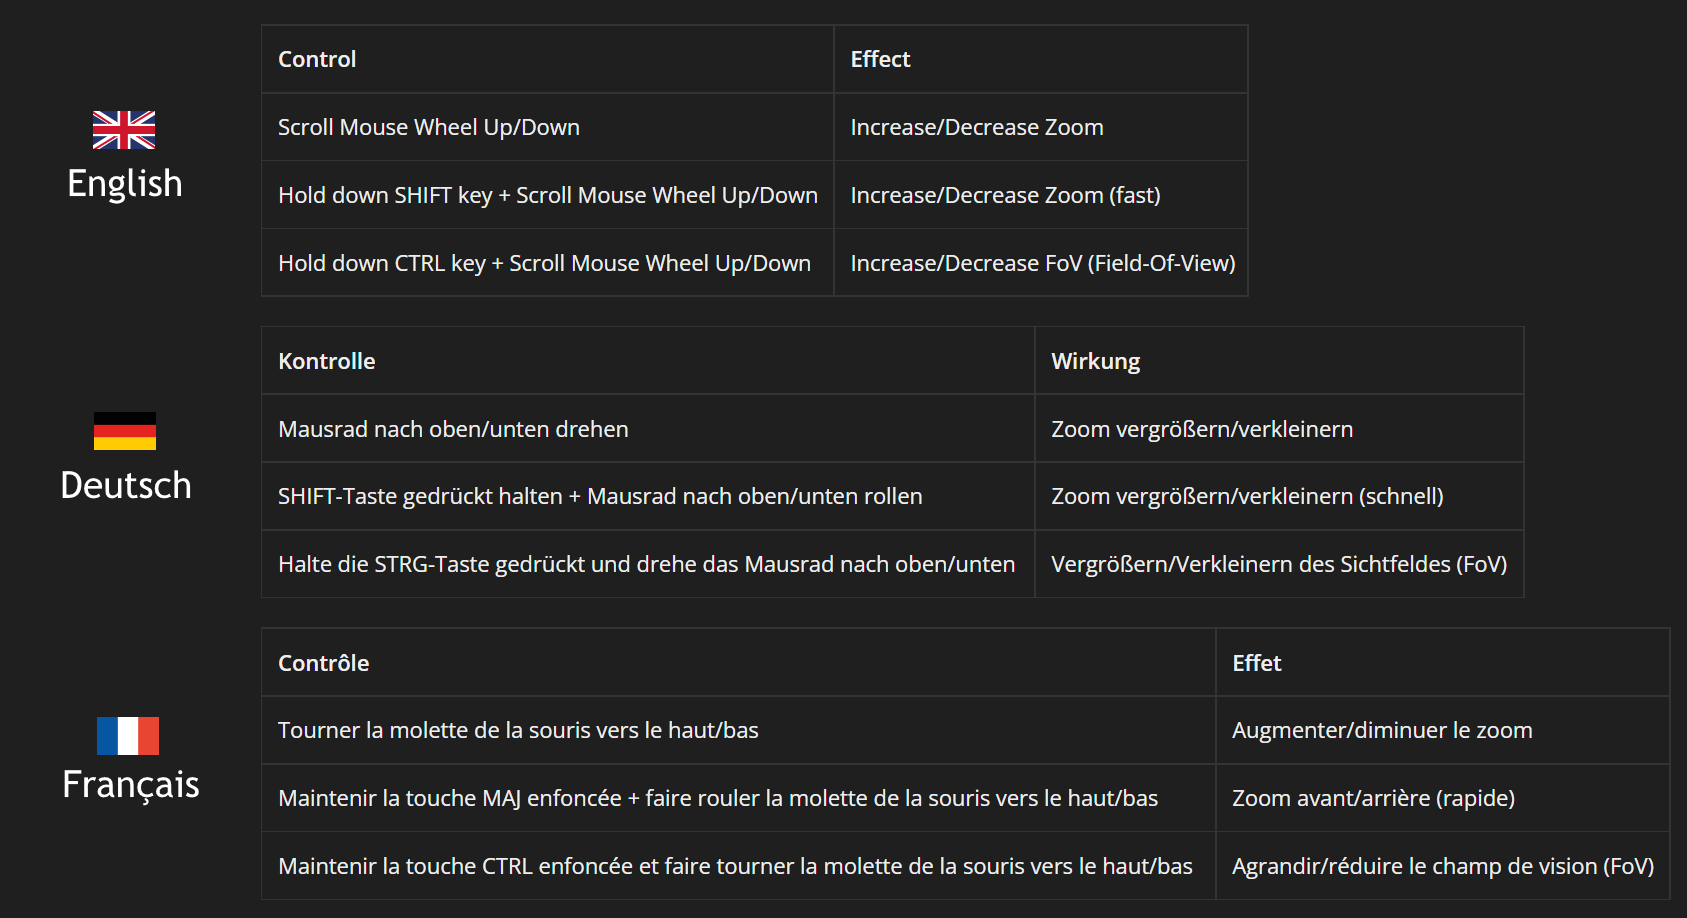 Control Effect
Scroll Mouse Wheel Up/Down Increase/Decrease Zoom
English
Hold down SHIFT key + Scroll Mouse Wheel Up/Down Increase/Decrease Zoom (fast)
Hold down CTRL key + Scroll Mouse Wheel Up/Down Increase/Decrease FoV (Field-Of-View)
Kontrolle Wirkung
Mausrad nach oben/unten drehen Zoom vergrößern/verkleinern
Deutsch
SHIFT-Taste gedrückt halten + Mausrad nach oben/unten rollen Zoom vergrößern/verkleinern (schnell)
Halte die STRG-Taste gedrückt und drehe das Mausrad nach oben/unten Vergrößern/Verkleinern des Sichtfeldes (FoV)
Contrôle Effet
Tourner la molette de la souris vers le haut/bas Augmenter/diminuer le zoom
Français
Maintenir la touche MAJ enfoncée + faire rouler la molette de la souris vers le haut/bas Zoom avant/arrière (rapide)
Maintenir la touche CTRL enfoncée et faire tourner la molette de la souris vers le haut/bas Agrandir/réduire le champ de vision (FoV)